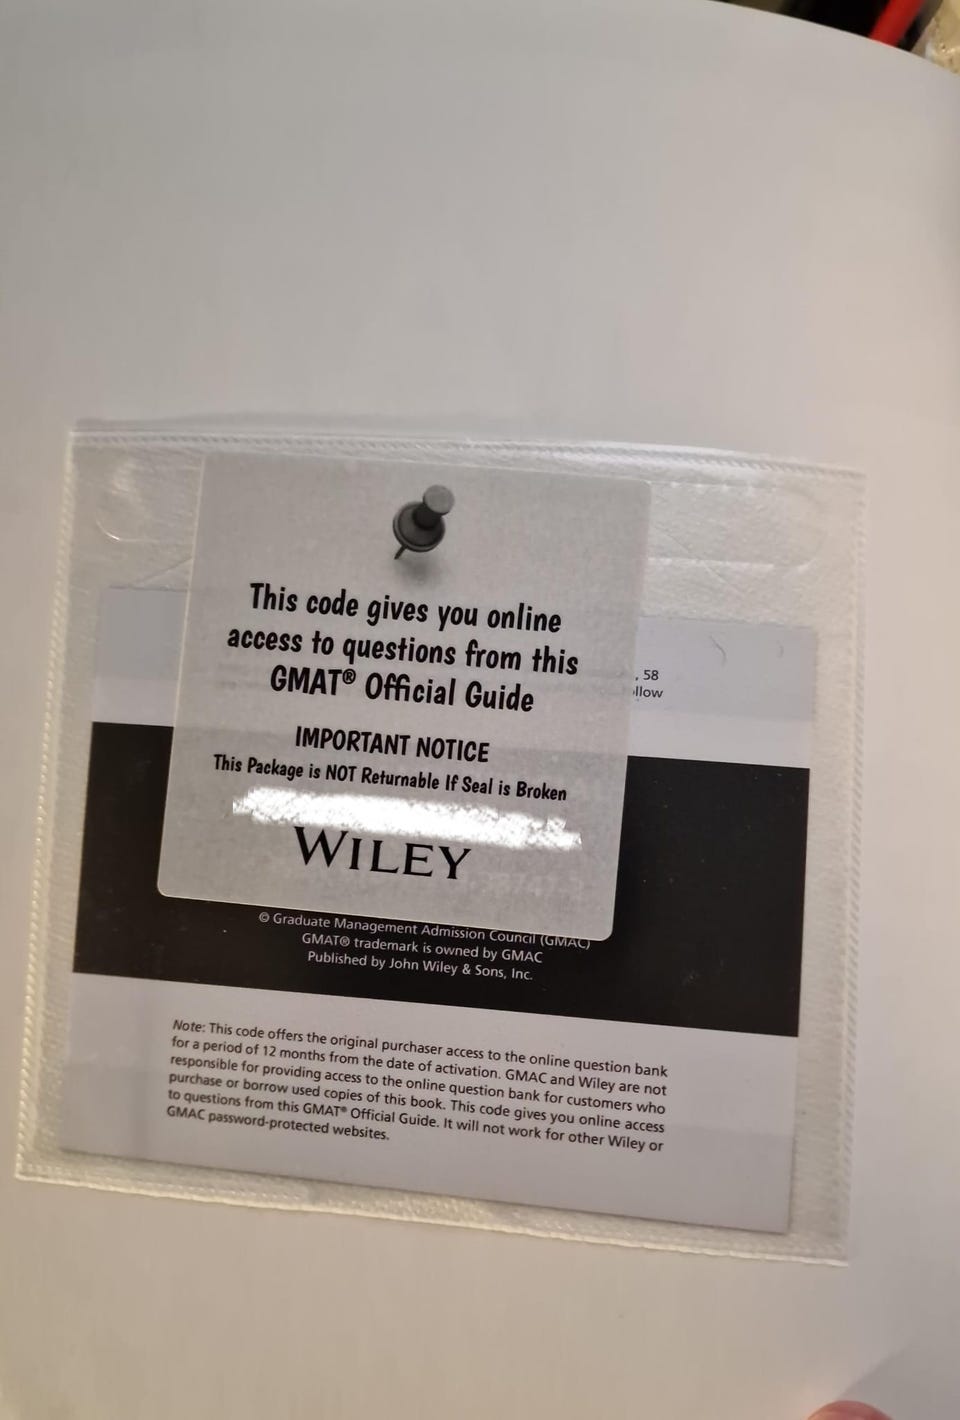 This code gives you online
access to questions from this
GMAT® Official Guide
IMPORTANT NOTICE
This Package is NOT Returnable If Seal is Broken
WILEY
, 58
llow
© Graduate Management Admission Council (GMAC)
GMAT® trademark is owned by GMAC
Published by John Wiley & Sons, Inc.
Note: This code offers the original purchaser access to the online question bank
for a period of 12 months from the date of activation. GMAC and Wiley are not
responsible for providing access to the online question bank for customers who
purchase or borrow used copies of this book. This code gives you online access
to questions from this GMAT® Official Guide. It will not work for other Wiley or
GMAC password-protected websites.